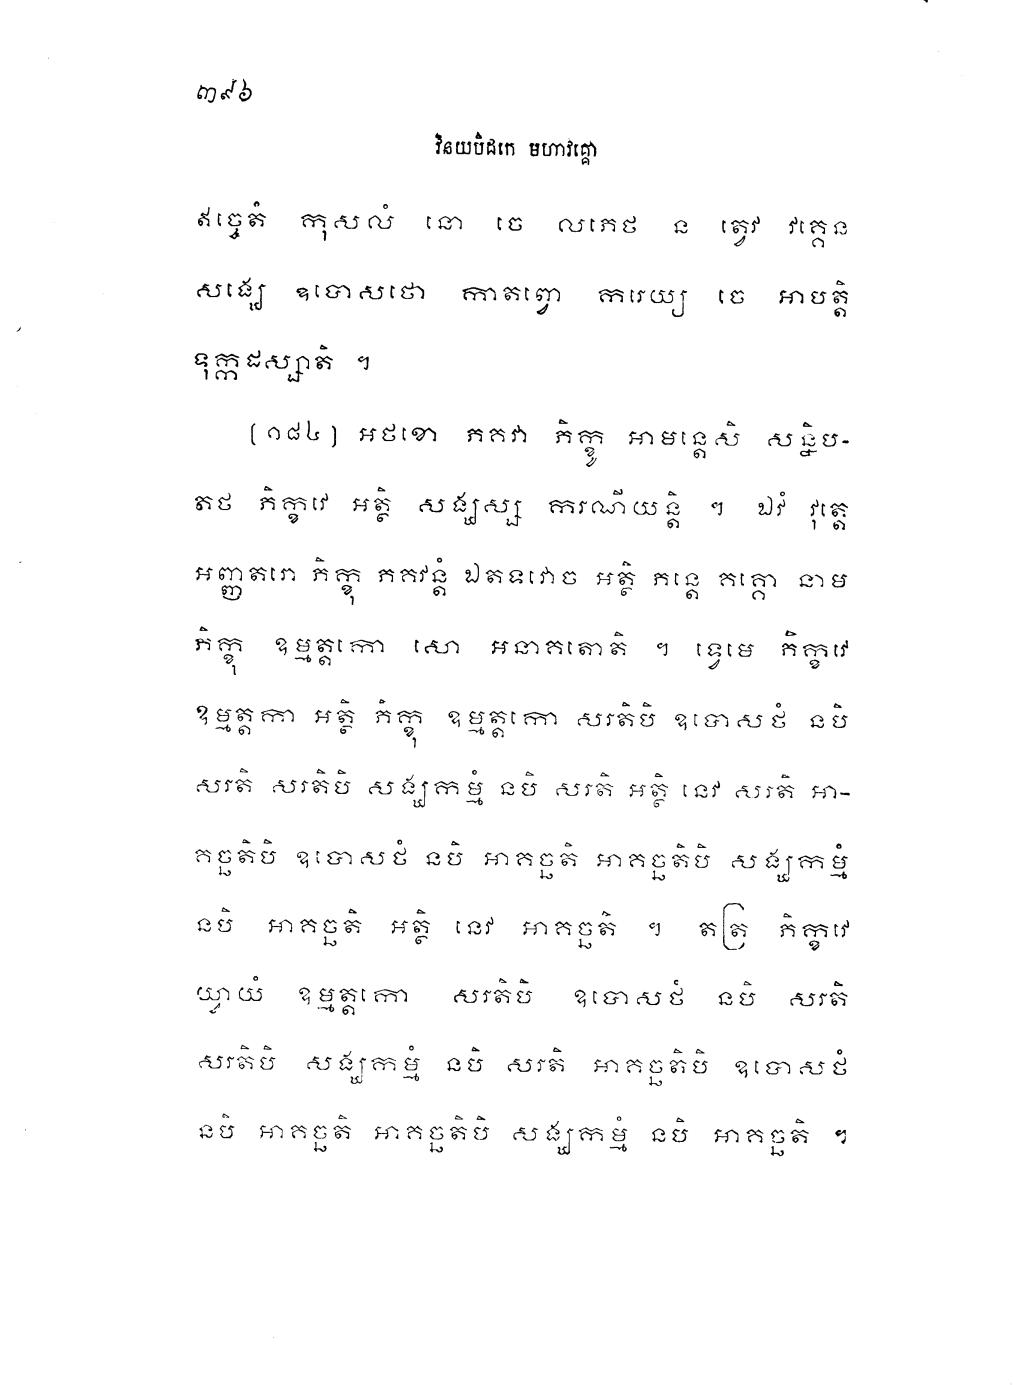 ៣៩៦
វិនយបិដកេ មហាវគ្គោ
ឥច្ចេតំ កុសលំ នោ ចេ លភេថ ន ត្វេវ វគ្គេន
សង្ឃេ ឧបោសថោ កាតព្វោ ករេយ្យ ចេ អាបត្តិ
ទុក្កដស្សាតិ ។
(១៨៤) អថខោ ភគវា ភិក្ខូ អាមន្តេសិ សន្និប-
តថ ភិក្ខវេ អត្ថិ សង្ឃស្ស ករណីយន្តិ ។ ឯវំ វុត្តេ
អញ្ញតរោ ភិក្ខុ ភគវន្តំ ឯតទវោច អត្ថិ ភន្តេ គគ្គោ នាម
ភិក្ខុ ឧម្មត្តកោ សោ អនាគតោតិ ។ ទ្វេមេ ភិក្ខវេ
ឧម្មត្តកា អត្ថិ ភិក្ខុ ឧម្មត្តកោ សរតិបិ ឧបោសថំ នបិ
សរតិ សរតិបិ សង្ឃកម្មំ នបិ សរតិ អត្ថិ នេវ សរតិ អា-
គច្ឆតិបិ ឧបោសថំ នបិ អាគច្ឆតិ អាគច្ឆតិបិ សង្ឃកម្មំ
នបិ អាគច្ឆតិ អត្ថិ នេវ អាគច្ឆតិ ។ តត្រ ភិក្ខវេ
យ្វាយំ ឧម្មត្តកោ សរតិបិ ឧបោសថំ នបិ សរតិ
សរតិបិ សង្ឃកម្មំ នបិ សរតិ អាគច្ឆតិបិ ឧបោសថំ
នបិ អាគច្ឆតិ អាគច្ឆតិបិ សង្ឃកម្មំ នបិ អាគច្ឆតិ ។